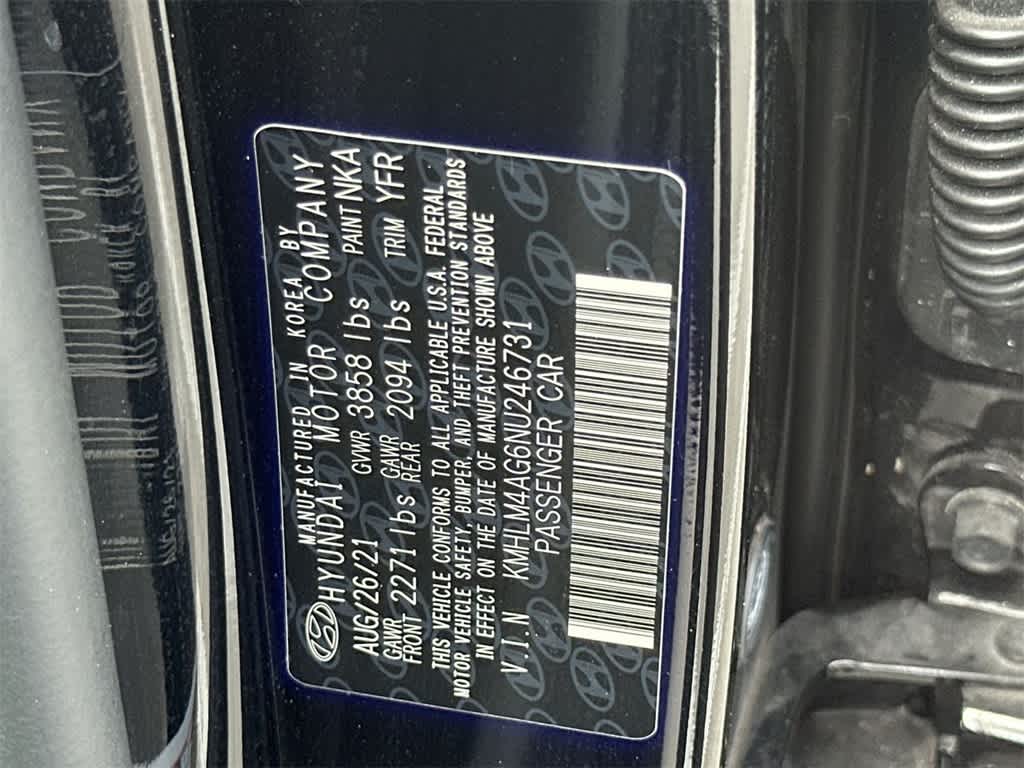 MANUFACTURED IN KOREA BY
HYUNDAI MOTOR COMPANY
AUG/26/21 GVWR 3858 lbs PAINT NKA
GAWR FRONT 2271 lbs GAWR REAR 2094 lbs TRIM YFR
THIS VEHICLE CONFORMS TO ALL APPLICABLE U.S.A. FEDERAL
MOTOR VEHICLE SAFETY, BUMPER, AND THEFT PREVENTION STANDARDS
IN EFFECT ON THE DATE OF MANUFACTURE SHOWN ABOVE
V.I.N KMHLM4AG6NU246731
PASSENGER CAR